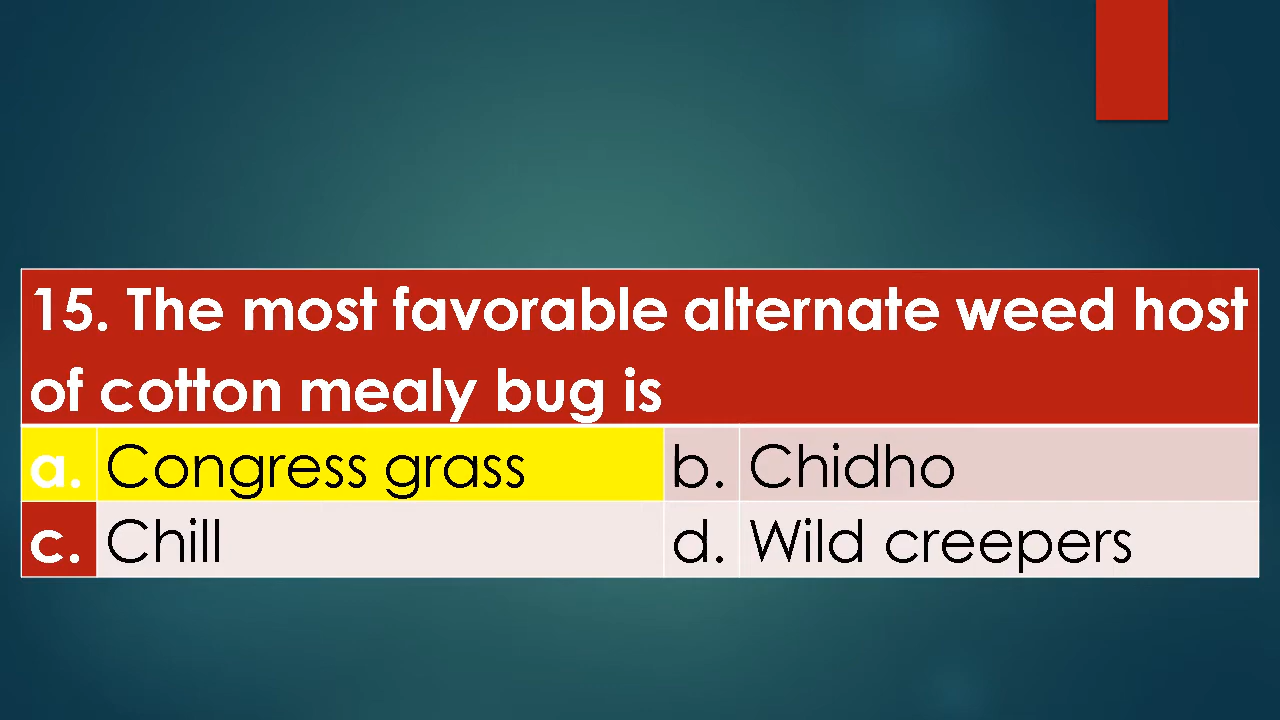 15. The most favorable alternate weed host
of cotton mealy bug is
a. Congress grass b. Chidho
c. Chill d. Wild creepers